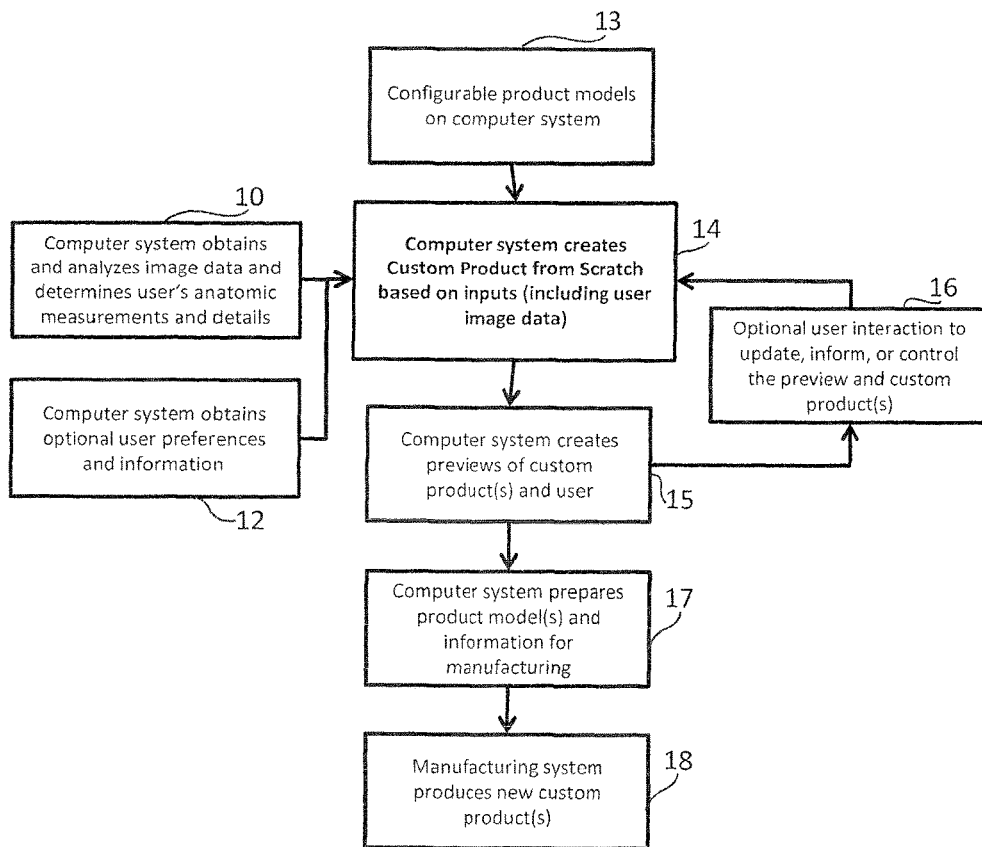 13
Configurable product models
on computer system
10
Computer system obtains
and analyzes image data and
determines user's anatomic
measurements and details
Computer system creates
Custom Product from Scratch
based on inputs (including user
image data)
14
16
Optional user interaction to
update, inform, or control
the preview and custom
product(s)
Computer system obtains
optional user preferences
and information
12
Computer system creates
previews of custom
product(s) and user
15
Computer system prepares
product model(s) and
information for
manufacturing
17
Manufacturing system
produces new custom
product(s)
18